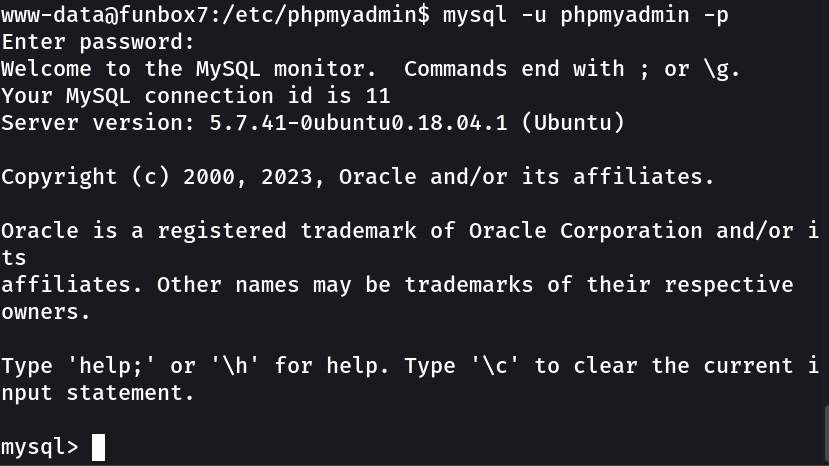 www-data@funbox7:/etc/phpmyadmin$ mysql -u phpmyadmin -p
Enter password:
Welcome to the MySQL monitor.  Commands end with ; or \g.
Your MySQL connection id is 11
Server version: 5.7.41-0ubuntu0.18.04.1 (Ubuntu)
Copyright (c) 2000, 2023, Oracle and/or its affiliates.
Oracle is a registered trademark of Oracle Corporation and/or i
ts
affiliates. Other names may be trademarks of their respective
owners.
Type 'help;' or '\h' for help. Type '\c' to clear the current i
nput statement.
mysql>